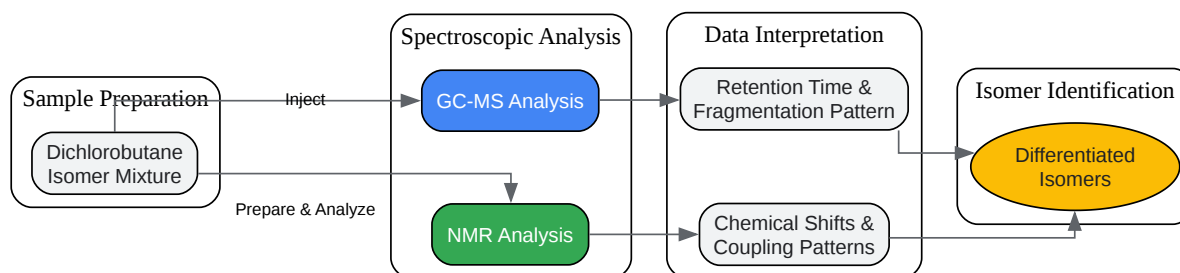 Sample Preparation
Dichlorobutane
Isomer Mixture
Inject
Prepare & Analyze
Spectroscopic Analysis
GC-MS Analysis
NMR Analysis
Data Interpretation
Retention Time &
Fragmentation Pattern
Chemical Shifts &
Coupling Patterns
Isomer Identification
Differentiated
Isomers